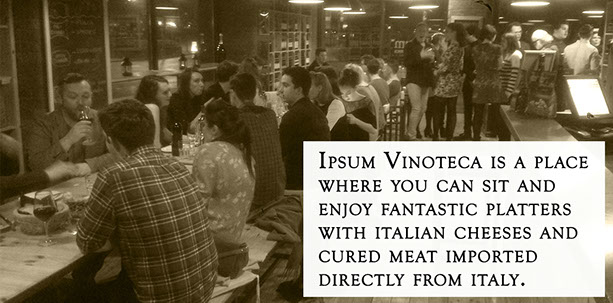 Ipsum Vinoteca is a place
where you can sit and
enjoy fantastic platters
with italian cheeses and
cured meat imported
directly from italy.